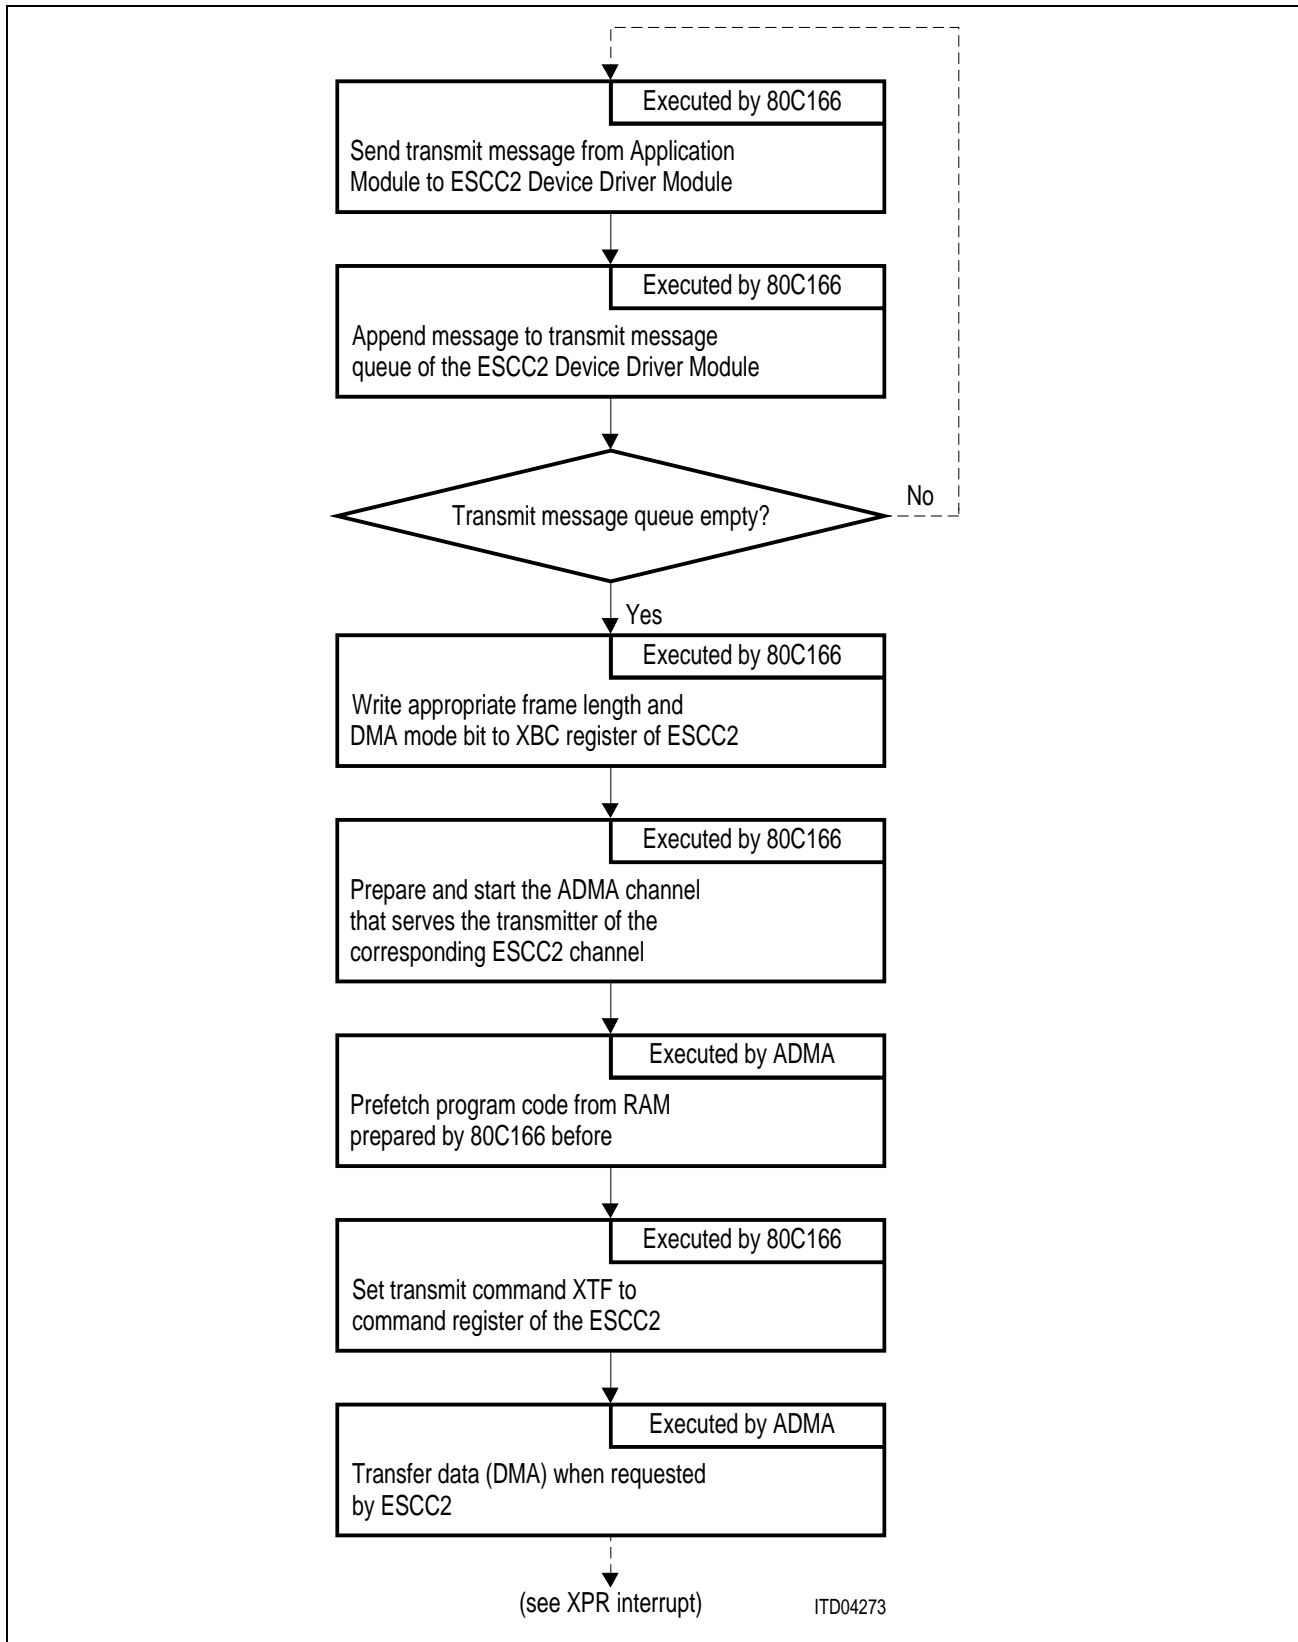 Executed by 80C166
Send transmit message from Application
Module to ESCC2 Device Driver Module
Executed by 80C166
Append message to transmit message
queue of the ESCC2 Device Driver Module
Transmit message queue empty?
No
Yes
Executed by 80C166
Write appropriate frame length and
DMA mode bit to XBC register of ESCC2
Executed by 80C166
Prepare and start the ADMA channel
that serves the transmitter of the
corresponding ESCC2 channel
Executed by ADMA
Prefetch program code from RAM
prepared by 80C166 before
Executed by 80C166
Set transmit command XTF to
command register of the ESCC2
Executed by ADMA
Transfer data (DMA) when requested
by ESCC2
(see XPR interrupt)
ITD04273